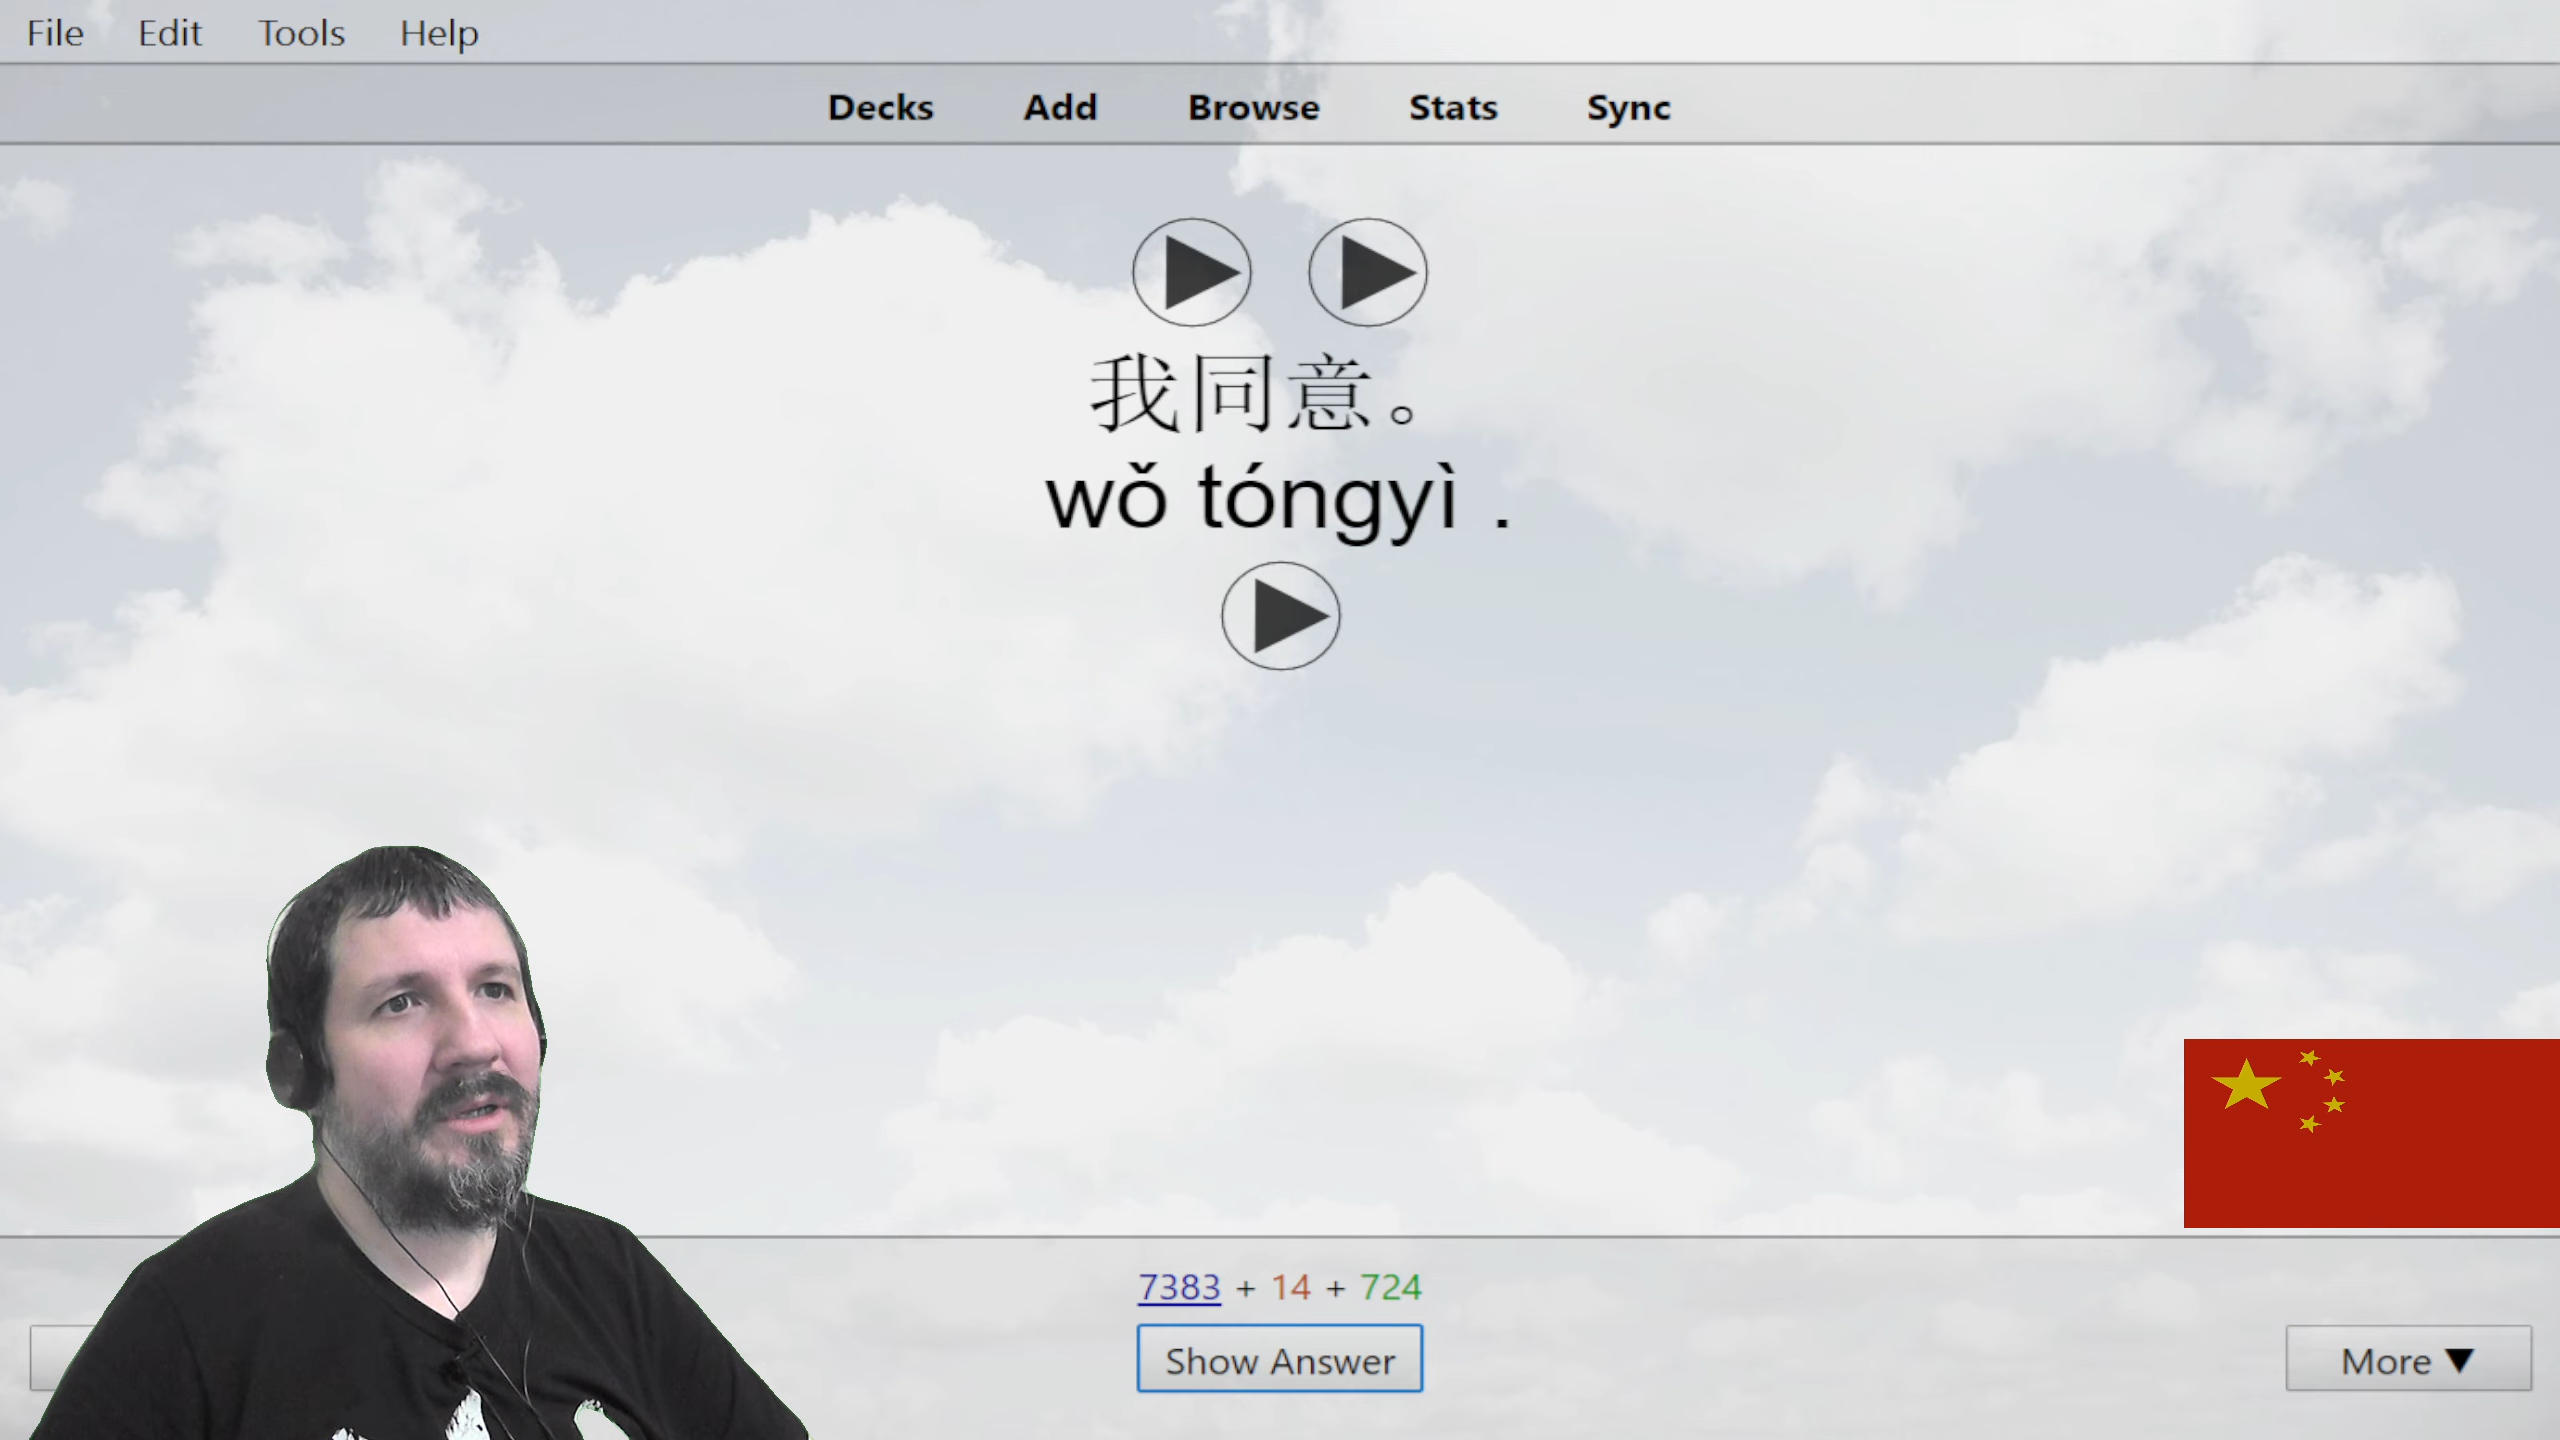 File Edit Tools Help
Decks Add Browse Stats Sync
我同意。
wǒ tóngyì .
7383 + 14 + 724
Show Answer
More ▼